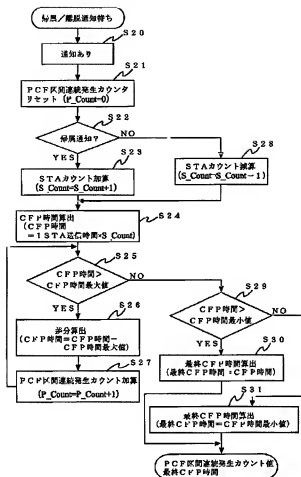 帰属/離脱通知待ち
S20
通知あり
S21
PCF区間連続発生カウンタ
リセット (P_Count=0)
S22
帰属通知?
NO
YES
S23
S28
STAカウント加算
(S_Count=S_Count+1)
STAカウント減算
(S_Count=S_Count-1)
S24
CFP時間算出
(CFP時間
=1STA送信時間*S_Count)
S25
CFP時間>
CFP時間最大値
NO
YES
S26
S29
差分算出
(CFP時間=CFP時間-
CFP時間最大値)
CFP時間>
CFP時間最小値
NO
YES
S27
S30
PCF区間連続発生カウント加算
(P_Count=P_Count+1)
最終CFP時間算出
(最終CFP時間=CFP時間)
S31
最終CFP時間算出
(最終CFP時間=CFP時間最小値)
PCF区間連続発生カウント値
最終CFP時間